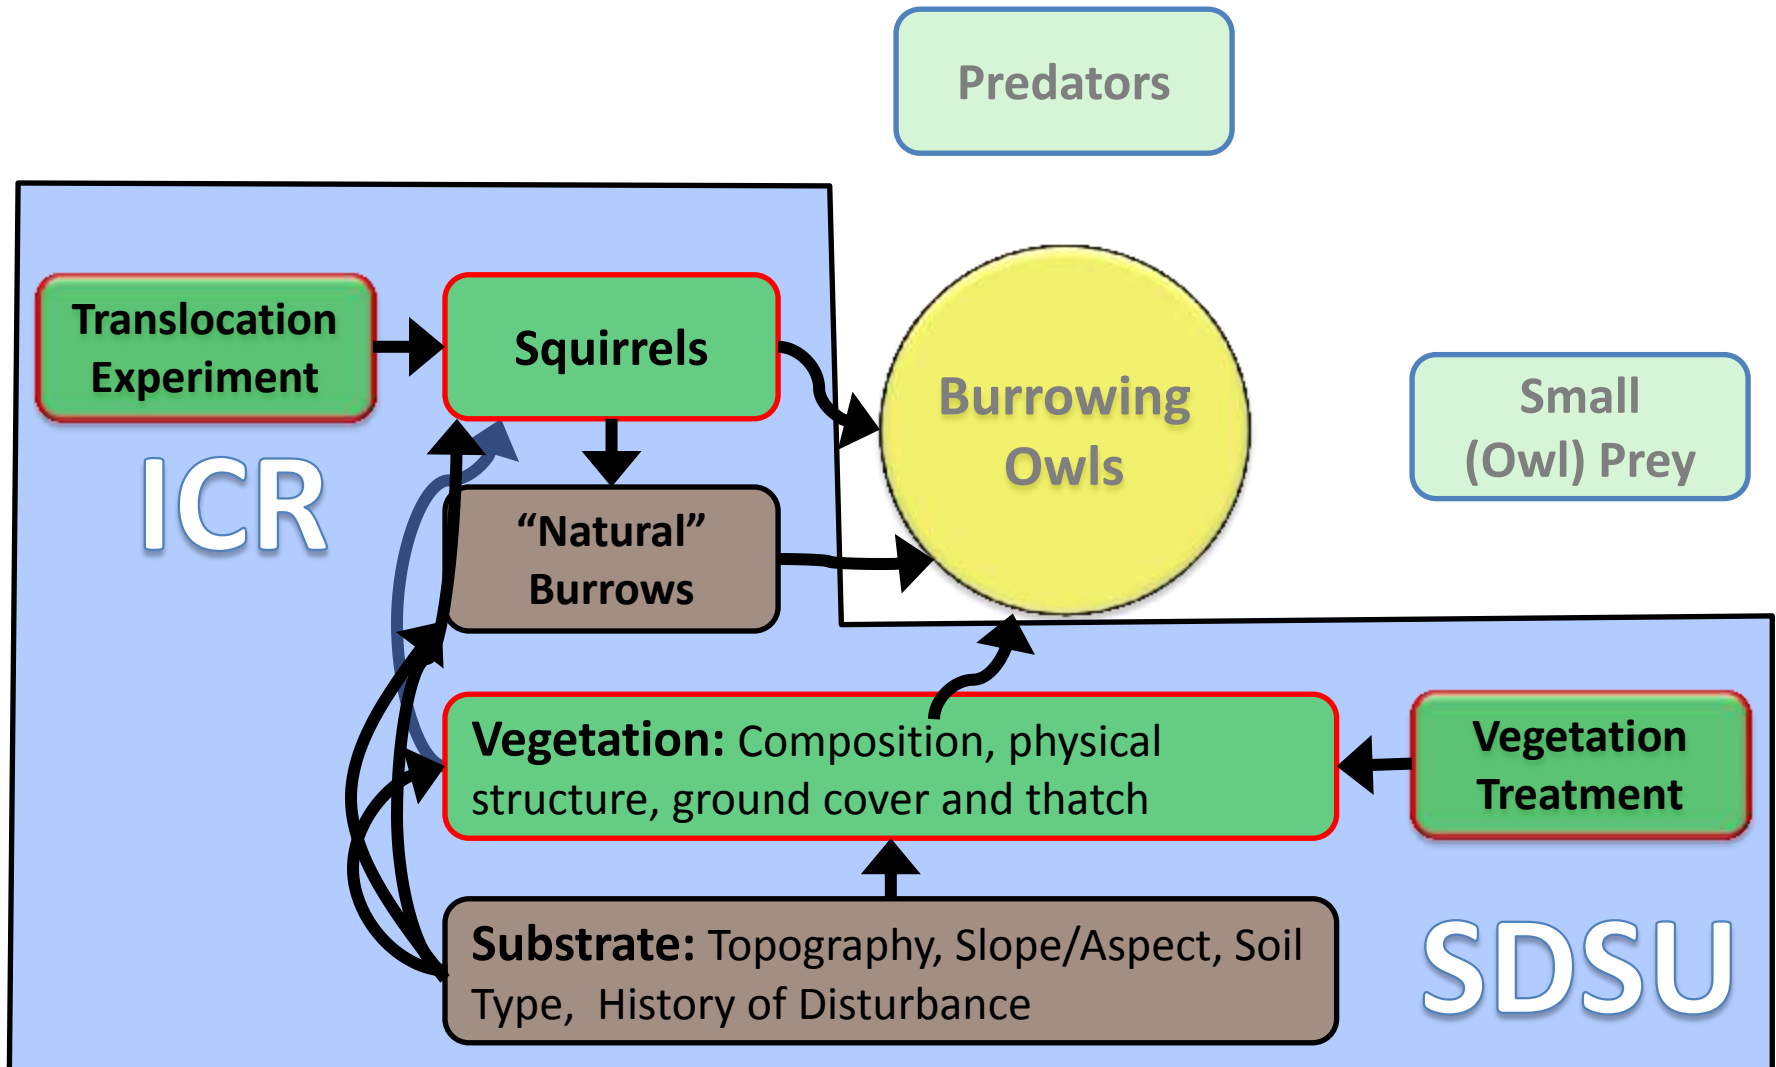 Predators
Translocation
Experiment
Squirrels
Burrowing
Owls
Small
(Owl) Prey
ICR
“Natural”
Burrows
Vegetation: Composition, physical
structure, ground cover and thatch
Vegetation
Treatment
Substrate: Topography, Slope/Aspect, Soil
Type,  History of Disturbance
SDSU